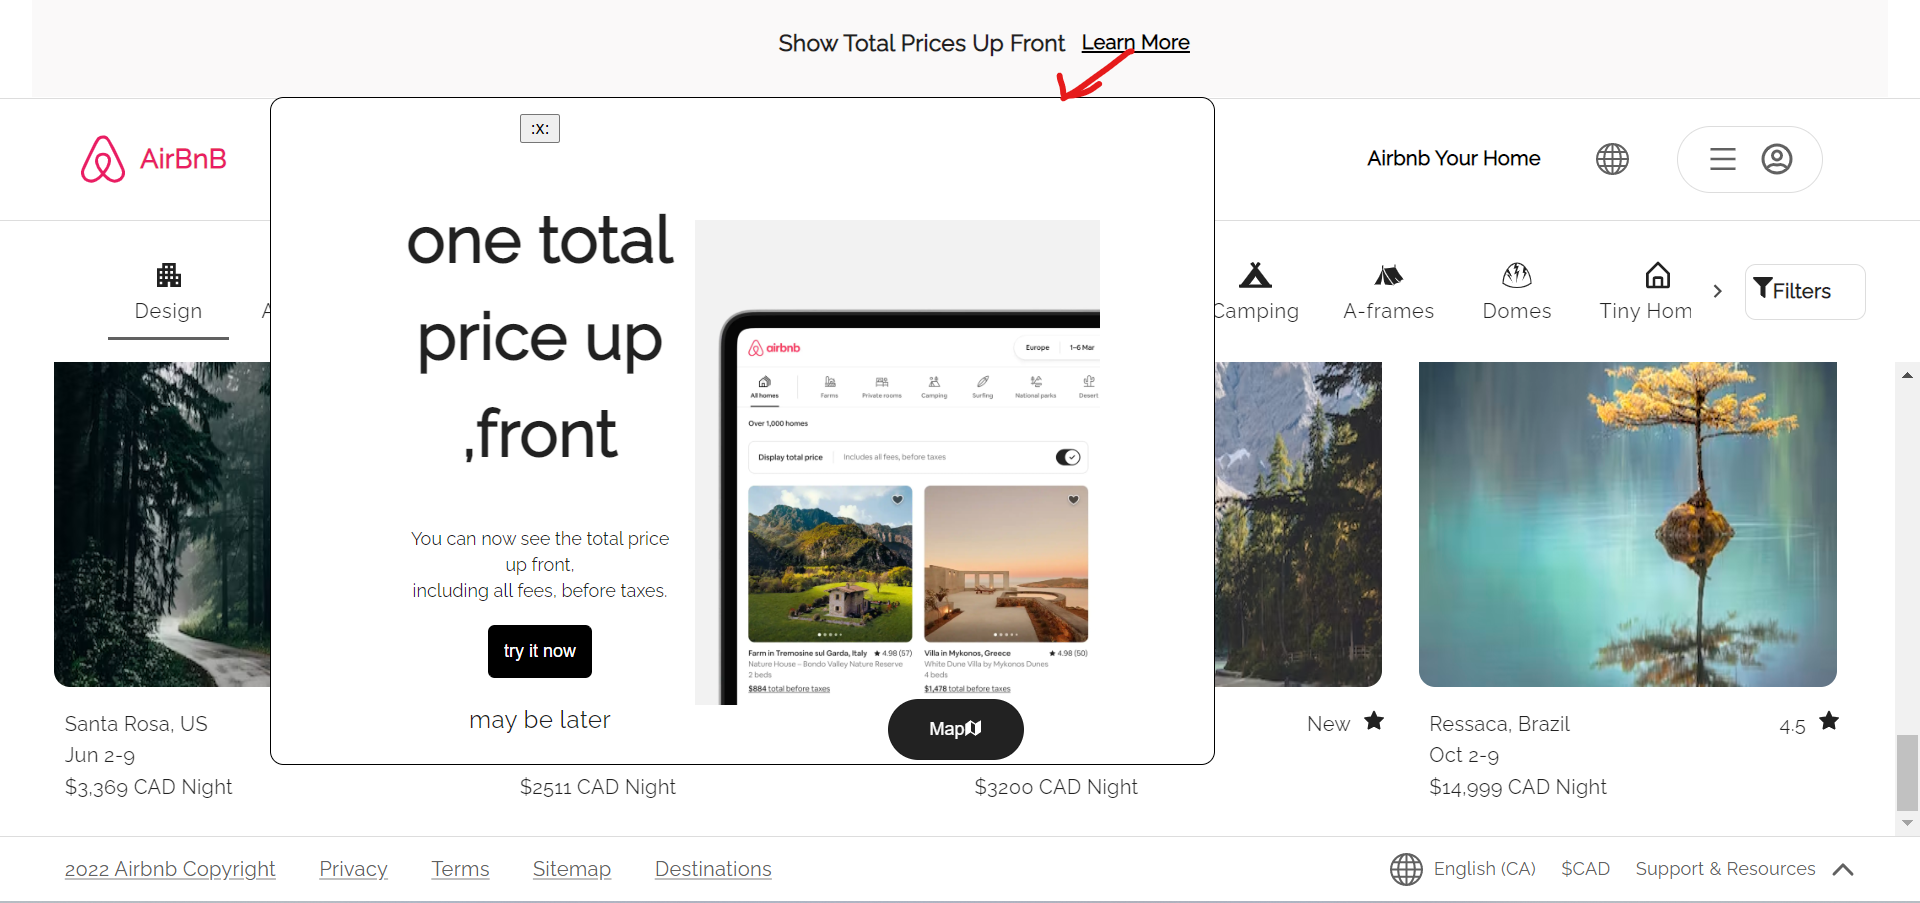 Show Total Prices Up Front Learn More
:x:
AirBnB
Airbnb Your Home
one total
price up
,front
You can now see the total price
up front,
including all fees, before taxes.
try it now
may be later
airbnb
Europe 1-6 Mar
All homes Farms Private rooms Camping Surfing National parks Desert
Over 1,000 homes
Display total price Includes all fees, before taxes
Farm in Tremosine sul Garda, Italy ★ 4.98 (57)
Nature House – Bondo Valley Nature Reserve
2 beds
$884 total before taxes
Villa in Mykonos, Greece ★ 4.98 (50)
White Dune Villa by Mykonos Dunes
4 beds
$1,478 total before taxes
Map
Design A Camping A-frames Domes Tiny Hom Filters
Santa Rosa, US
Jun 2-9
$3,369 CAD Night
$2511 CAD Night
New
$3200 CAD Night
Ressaca, Brazil 4.5
Oct 2-9
$14,999 CAD Night
2022 Airbnb Copyright Privacy Terms Sitemap Destinations
English (CA) $CAD Support & Resources